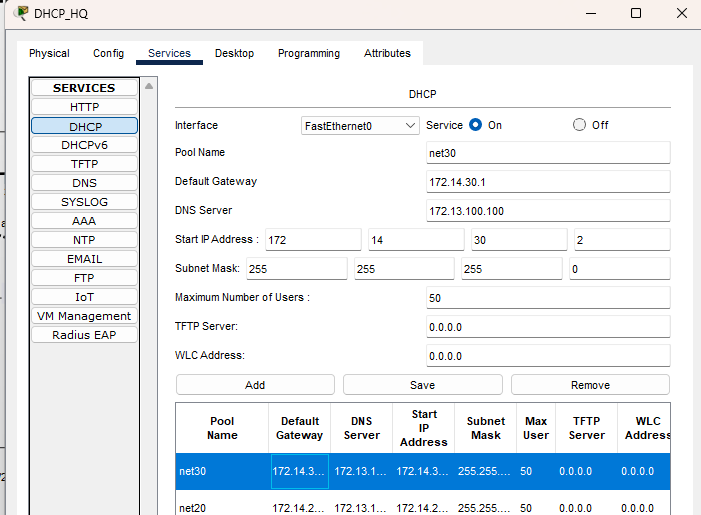 DHCP_HQ
Physical Config Services Desktop Programming Attributes
SERVICES
HTTP
DHCP
DHCPv6
TFTP
DNS
SYSLOG
AAA
NTP
EMAIL
FTP
IoT
VM Management
Radius EAP
DHCP
Interface FastEthernet0 Service On Off
Pool Name net30
Default Gateway 172.14.30.1
DNS Server 172.13.100.100
Start IP Address : 172 14 30 2
Subnet Mask: 255 255 255 0
Maximum Number of Users : 50
TFTP Server: 0.0.0.0
WLC Address: 0.0.0.0
Add Save Remove
Pool Name Default Gateway DNS Server Start IP Address Subnet Mask Max User TFTP Server WLC Address
net30 172.14.3... 172.13.1... 172.14.3... 255.255.... 50 0.0.0.0 0.0.0.0
net20 172.14.2... 172.13.1... 172.14.2... 255.255.... 50 0.0.0.0 0.0.0.0